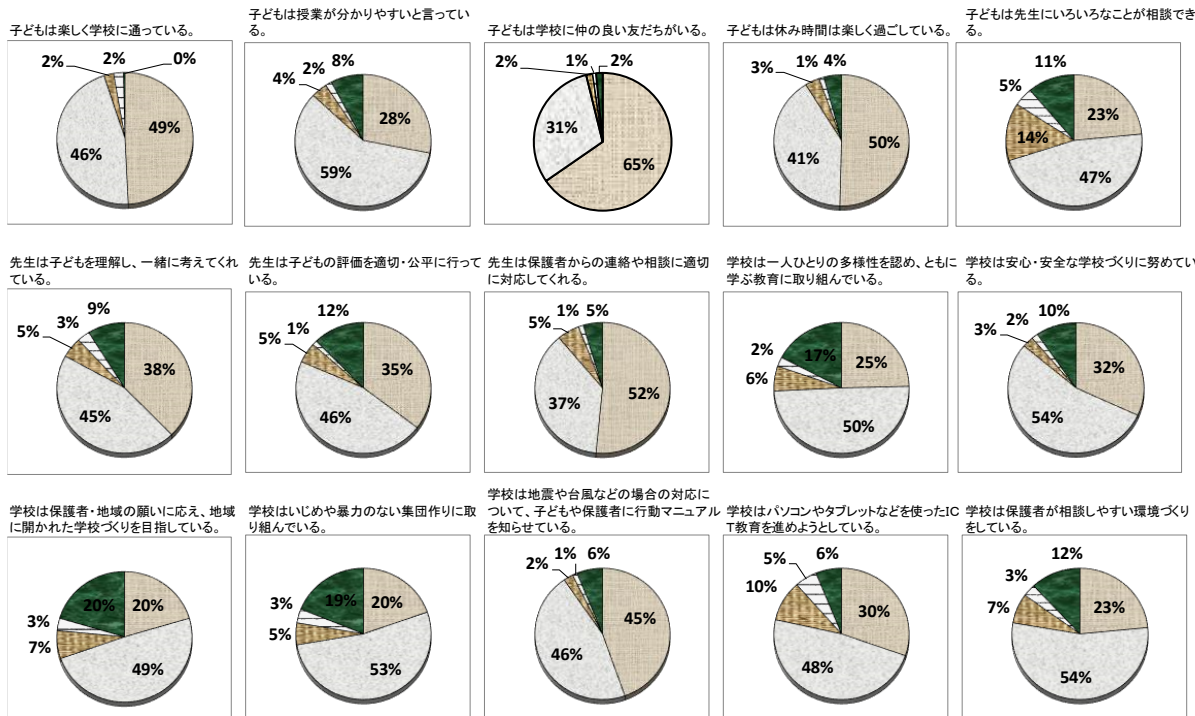 子どもは楽しく学校に通っている。
2%
2%
0%
49%
46%
子どもは授業が分かりやすいと言ってい
る。
4%
2%
8%
28%
59%
子どもは学校に仲の良い友だちがいる。
2%
1%
2%
31%
65%
子どもは休み時間は楽しく過ごしている。
3%
1%
4%
50%
41%
子どもは先生にいろいろなことが相談でき
る。
11%
5%
23%
14%
47%
先生は子どもを理解し、一緒に考えてくれ
ている。
9%
3%
5%
38%
45%
先生は子どもの評価を適切・公平に行って
いる。
12%
1%
5%
35%
46%
先生は保護者からの連絡や相談に適切
に対応してくれる。
1%
5%
5%
37%
52%
学校は一人ひとりの多様性を認め、ともに
学ぶ教育に取り組んでいる。
17%
25%
2%
6%
50%
学校は安心・安全な学校づくりに努めてい
る。
10%
2%
3%
32%
54%
学校は保護者・地域の願いに応え、地域
に開かれた学校づくりを目指している。
20%
20%
3%
7%
49%
学校はいじめや暴力のない集団作りに取
り組んでいる。
19%
20%
3%
5%
53%
学校は地震や台風などの場合の対応に
ついて、子どもや保護者に行動マニュアル
を知らせている。
1%
6%
2%
45%
46%
学校はパソコンやタブレットなどを使ったIC
T教育を進めようとしている。
5%
6%
10%
30%
48%
学校は保護者が相談しやすい環境づくり
をしている。
12%
3%
7%
23%
54%